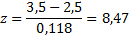 z = (3,5 − 2,5) / 0,118 = 8,47